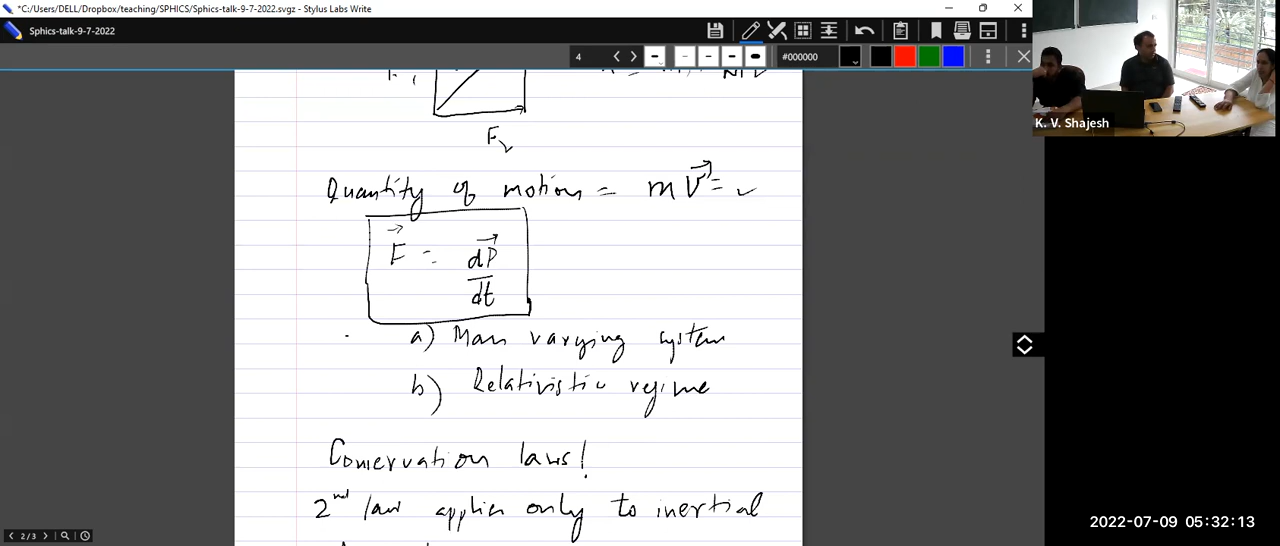 *C:/Users/DELL/Dropbox/teaching/SPHICS/Sphics-talk-9-7-2022.svgz - Stylus Labs Write
Sphics-talk-9-7-2022
4
#000000
K. V. Shajesh
F
Quantity of motion = m V =
F = dP
dt
a) Mass varying system
b) Relativistic regime
Conservation laws!
2nd law applies only to inertial
2/3
2022-07-09 05:32:13